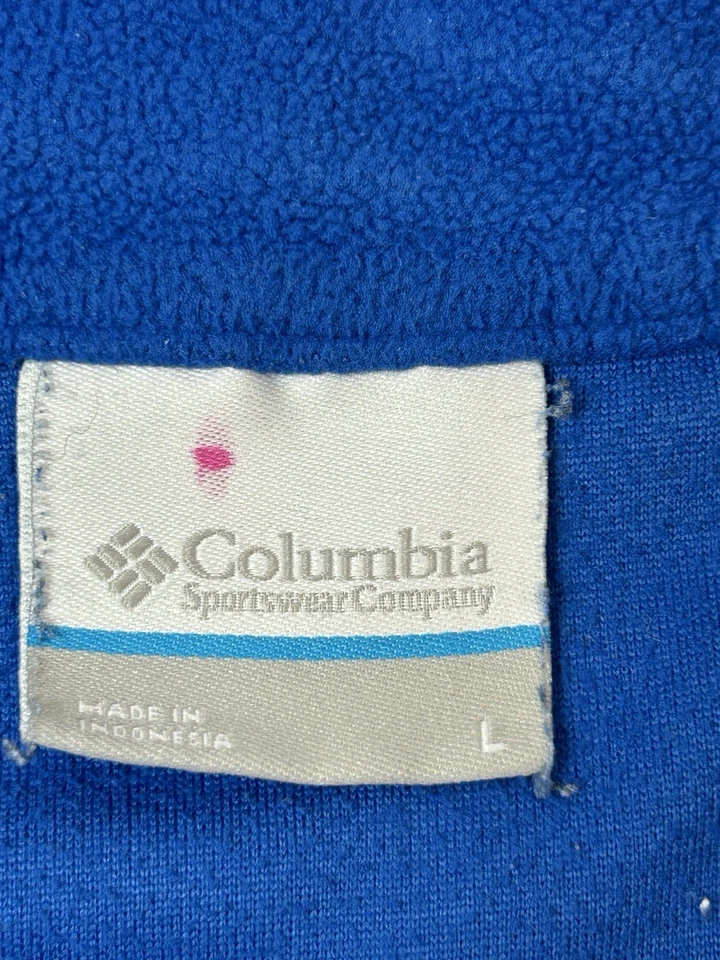 Columbia
Sportswear Company
MADE IN
INDONESIA
L